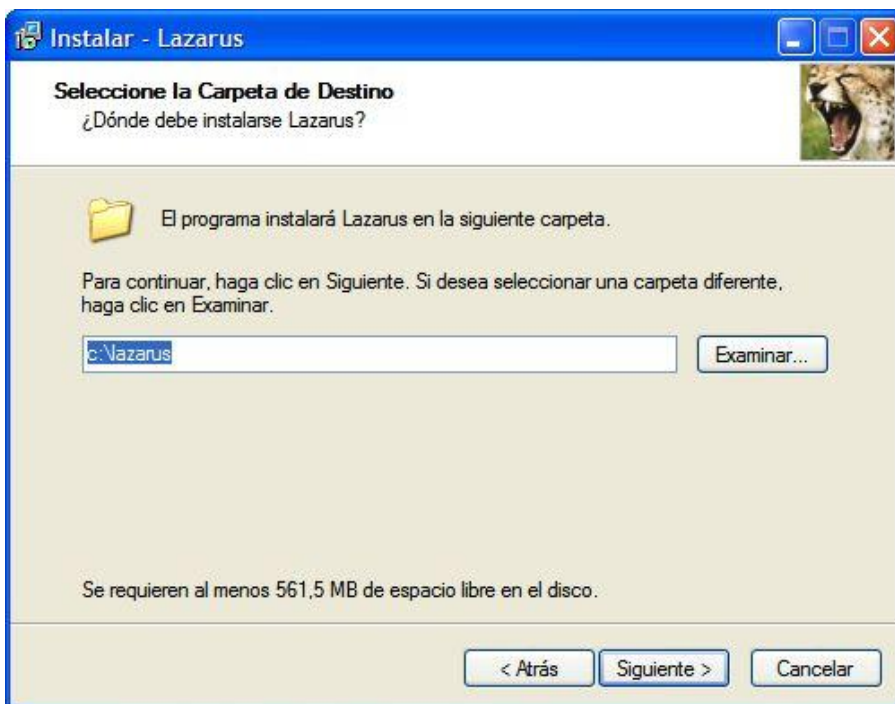 Instalar - Lazarus
Seleccione la Carpeta de Destino
¿Dónde debe instalarse Lazarus?
El programa instalará Lazarus en la siguiente carpeta.
Para continuar, haga clic en Siguiente. Si desea seleccionar una carpeta diferente,
haga clic en Examinar.
c:\lazarus
Examinar...
Se requieren al menos 561,5 MB de espacio libre en el disco.
< Atrás
Siguiente >
Cancelar